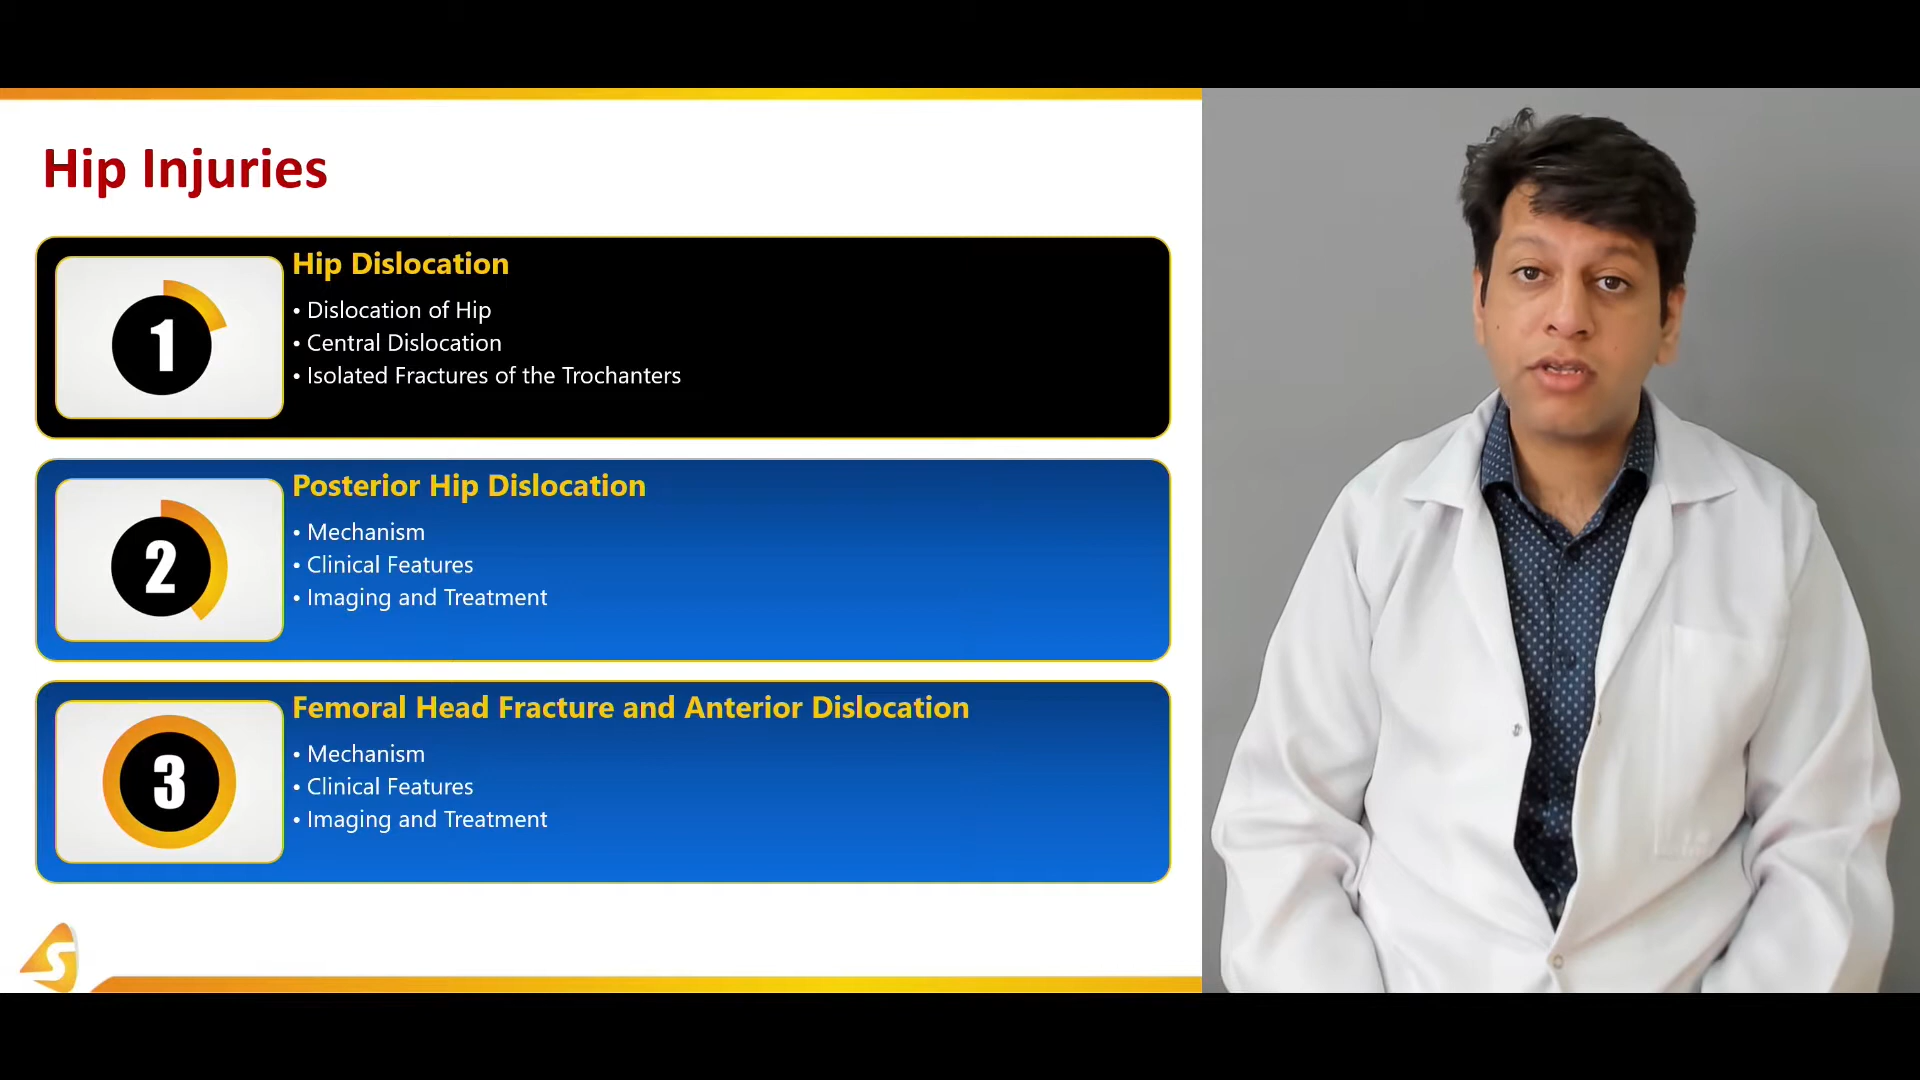 Hip Injuries
1
Hip Dislocation
• Dislocation of Hip
• Central Dislocation
• Isolated Fractures of the Trochanters
2
Posterior Hip Dislocation
• Mechanism
• Clinical Features
• Imaging and Treatment
3
Femoral Head Fracture and Anterior Dislocation
• Mechanism
• Clinical Features
• Imaging and Treatment
S